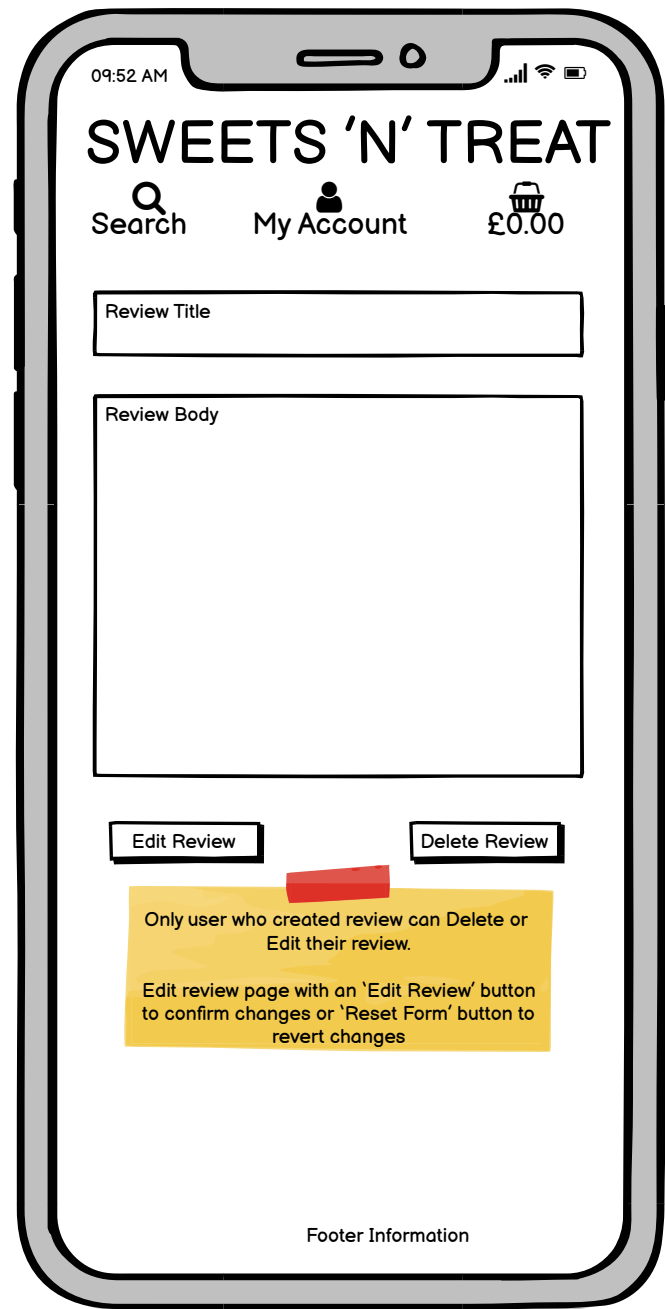 09:52 AM
SWEETS 'N' TREAT
Search
My Account
£0.00
Review Title
Review Body
Edit Review
Delete Review
Only user who created review can Delete or
Edit their review.
Edit review page with an ‘Edit Review’ button
to confirm changes or ‘Reset Form’ button to
revert changes
Footer Information